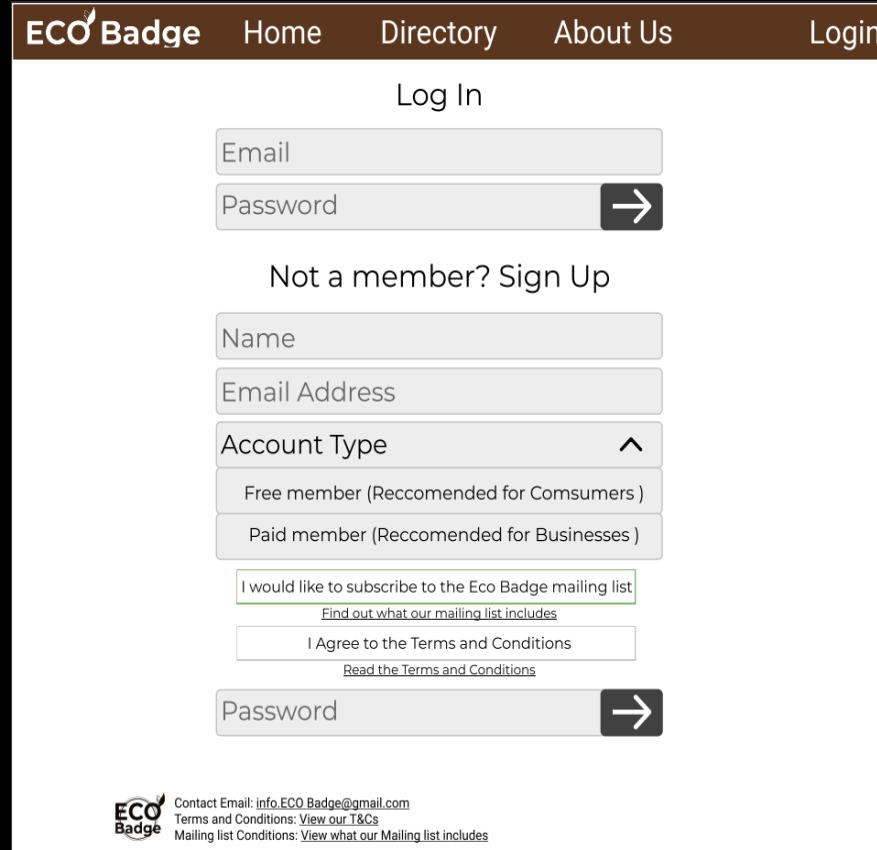 ECO Badge Home Directory About Us Login
Log In
Email
Password
Not a member? Sign Up
Name
Email Address
Account Type
Free member (Reccomended for Comsumers )
Paid member (Reccomended for Businesses )
I would like to subscribe to the Eco Badge mailing list
Find out what our mailing list includes
I Agree to the Terms and Conditions
Read the Terms and Conditions
Password
ECO
Badge
Contact Email: info.ECO Badge@gmail.com
Terms and Conditions: View our T&Cs
Mailing list Conditions: View what our Mailing list includes